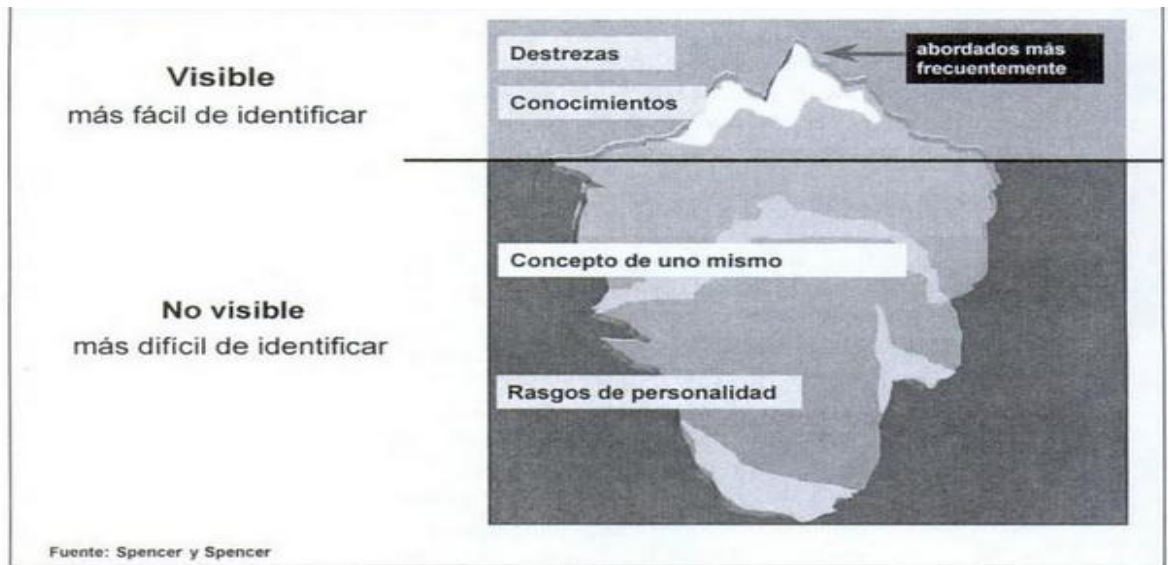 Visible
más fácil de identificar
Destrezas
Conocimientos
abordados más
frecuentemente
No visible
más difícil de identificar
Concepto de uno mismo
Rasgos de personalidad
Fuente: Spencer y Spencer